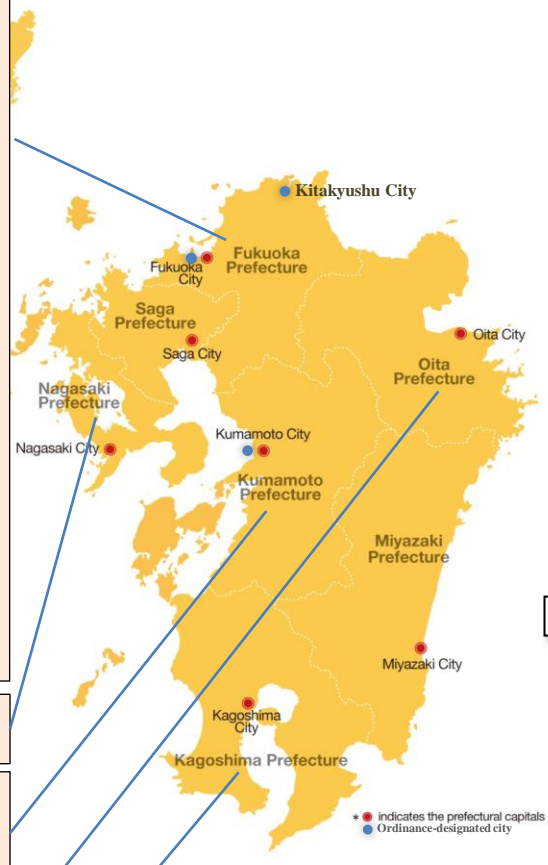 Kitakyushu City
Fukuoka
Prefecture
Fukuoka
City
Saga
Prefecture
Saga City
Oita City
Oita
Prefecture
Nagasaki
Prefecture
Nagasaki City
Kumamoto City
Kumamoto
Prefecture
Miyazaki
Prefecture
Miyazaki City
Kagoshima
City
Kagoshima Prefecture
* indicates the prefectural capitals
Ordinance-designated city